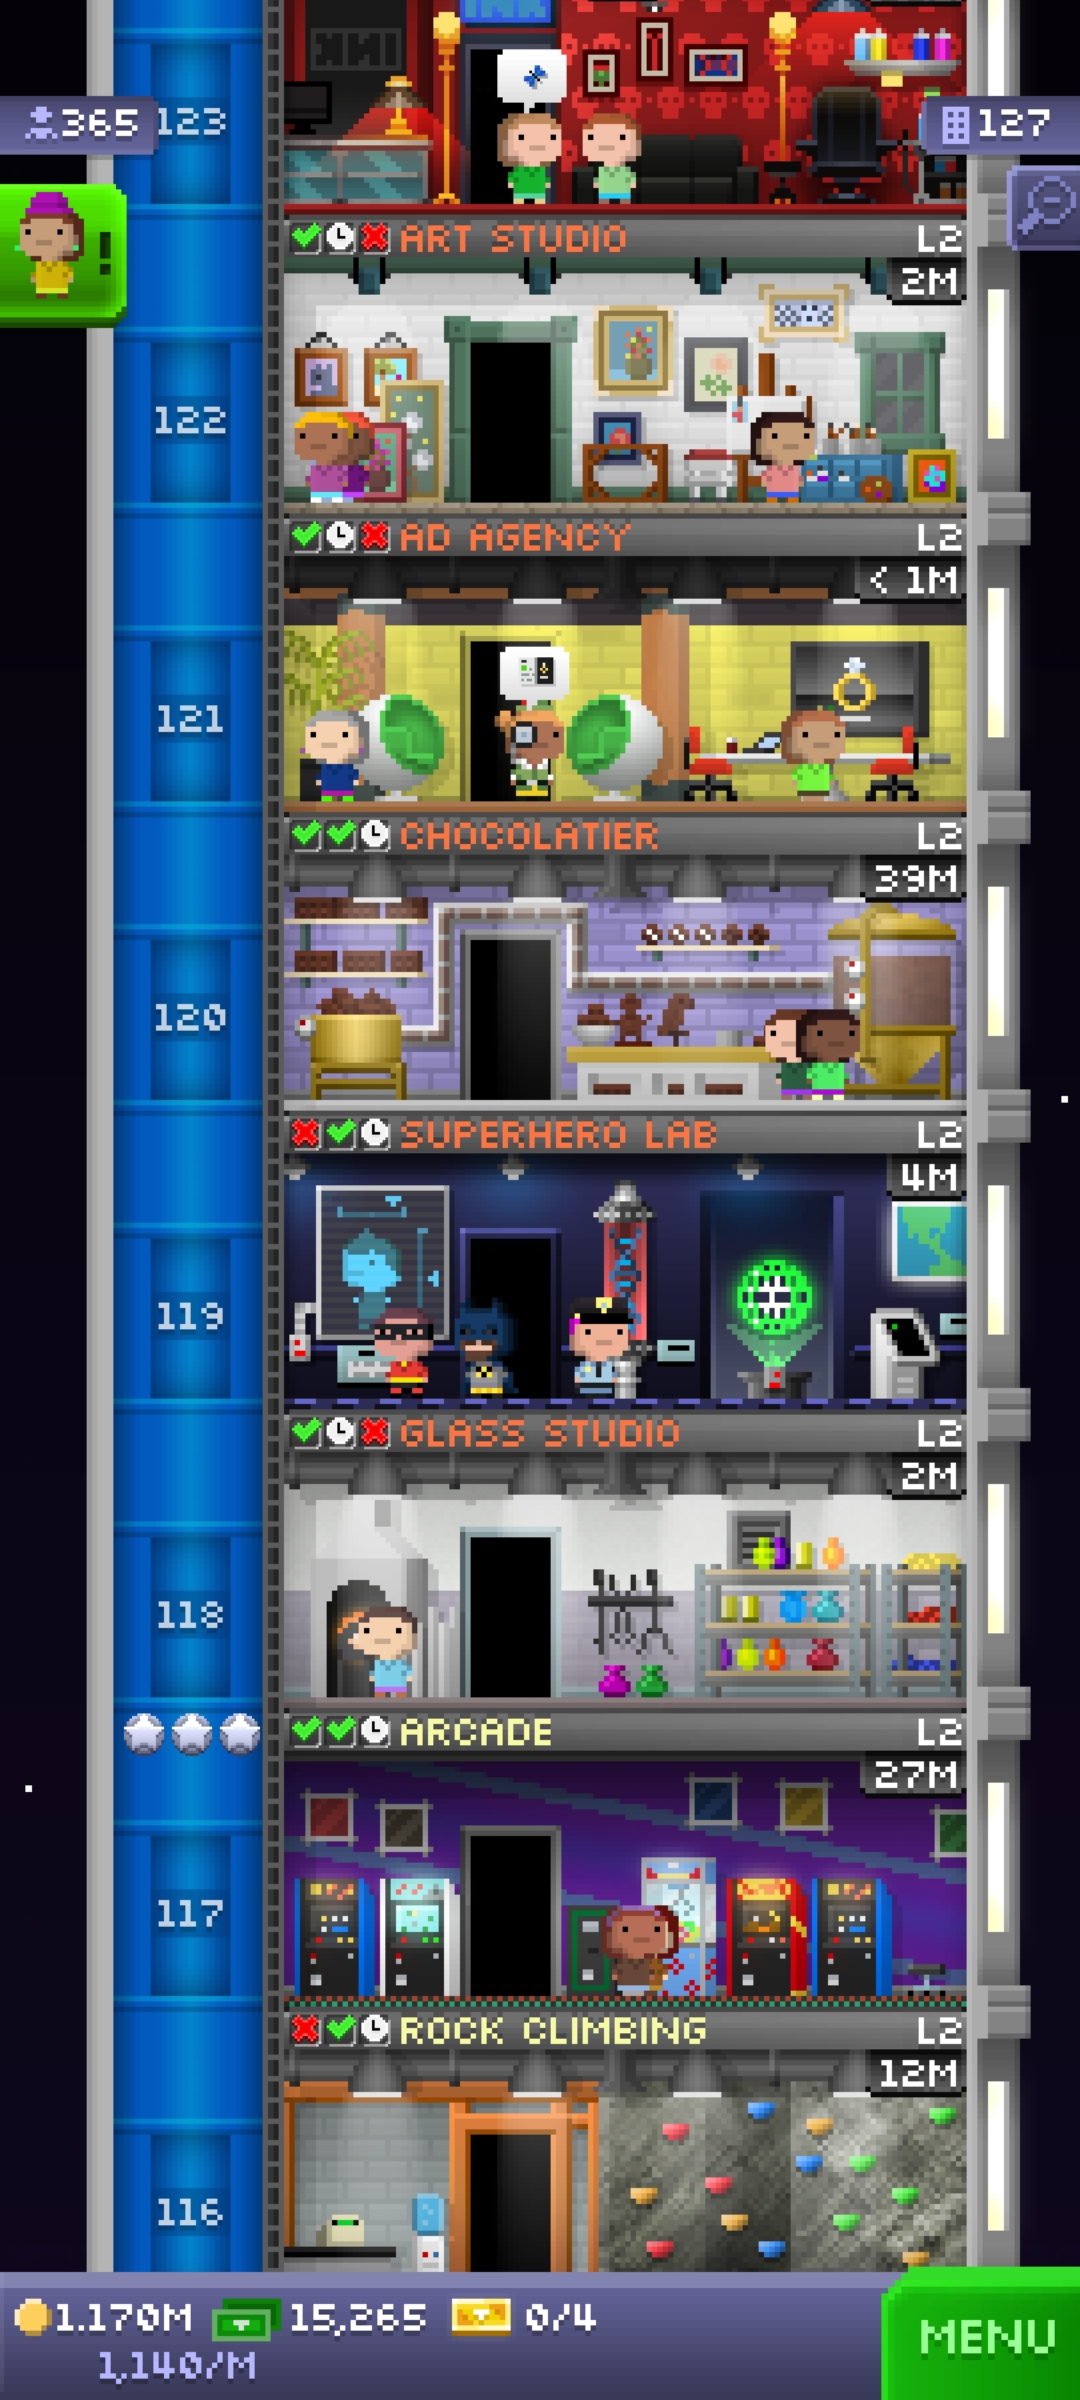 INK
365
123
127
ART STUDIO L2
2M
122
AD AGENCY L2
< 1M
121
CHOCOLATIER L2
39M
120
SUPERHERO LAB L2
4M
119
GLASS STUDIO L2
2M
118
ARCADE L2
27M
117
ROCK CLIMBING L2
12M
116
1.170M 15,265 0/4
1,140/M
MENU